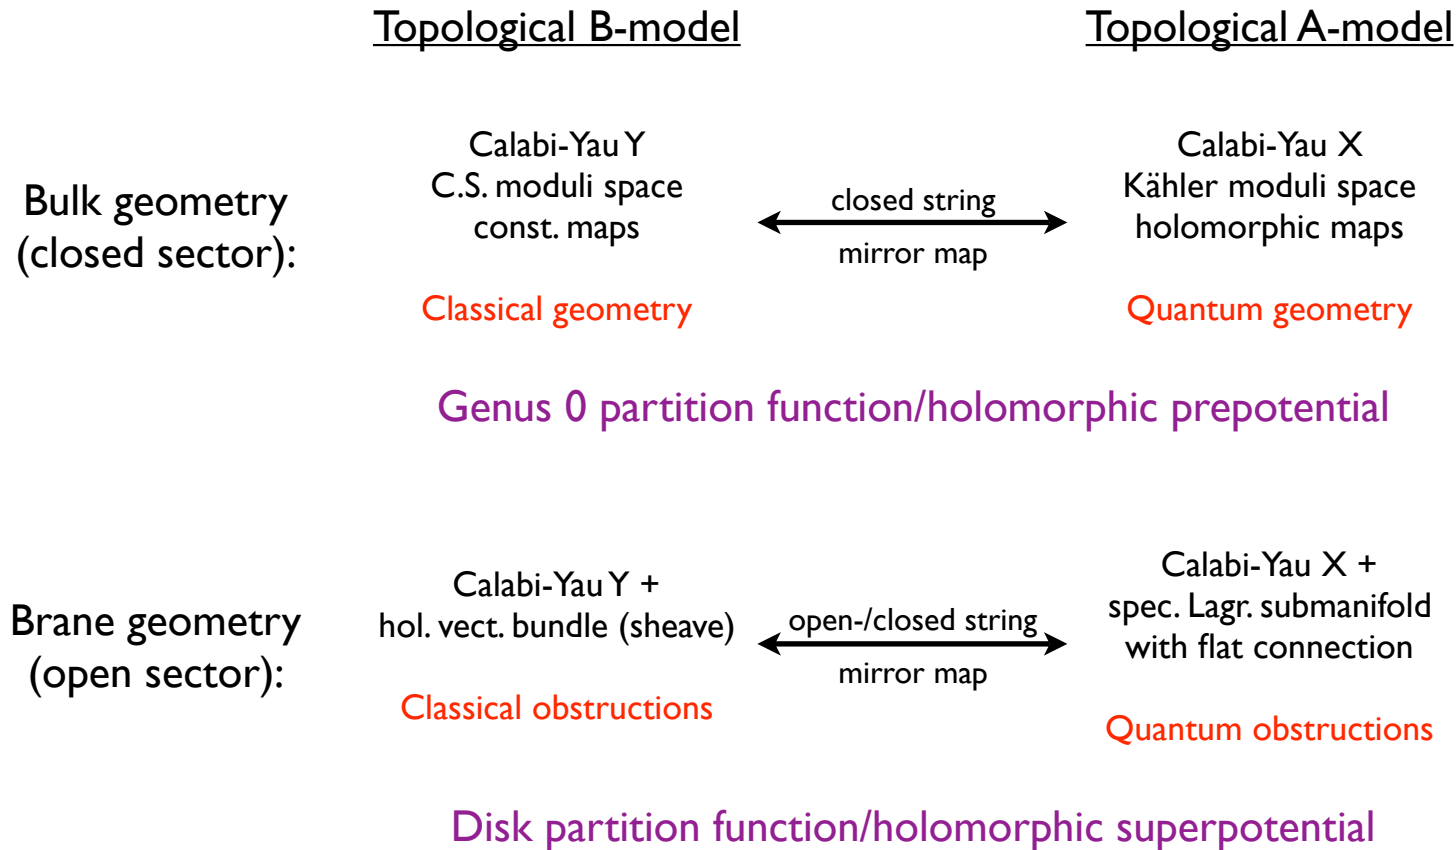 Topological B-model
Topological A-model
Bulk geometry
(closed sector):
Calabi-Yau Y
C.S. moduli space
const. maps
closed string
mirror map
Calabi-Yau X
Kähler moduli space
holomorphic maps
Classical geometry
Quantum geometry
Genus 0 partition function/holomorphic prepotential
Brane geometry
(open sector):
Calabi-Yau Y +
hol. vect. bundle (sheave)
open-/closed string
mirror map
Calabi-Yau X +
spec. Lagr. submanifold
with flat connection
Classical obstructions
Quantum obstructions
Disk partition function/holomorphic superpotential